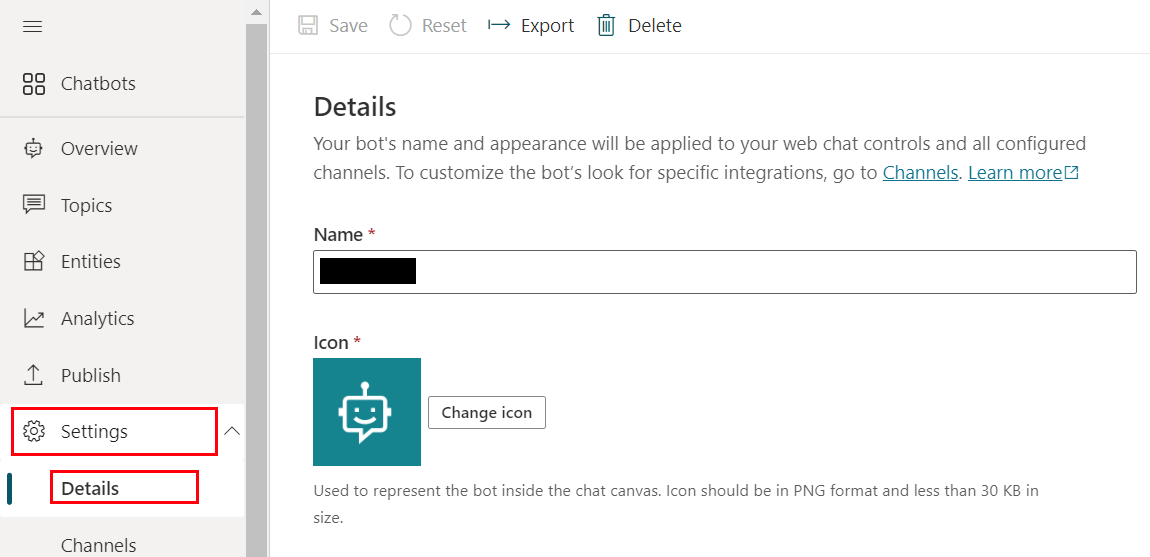 Save Reset Export Delete
Chatbots
Overview
Topics
Entities
Analytics
Publish
Settings
Details
Channels
Details
Your bot's name and appearance will be applied to your web chat controls and all configured
channels. To customize the bot’s look for specific integrations, go to Channels. Learn more
Name *
Icon *
Change icon
Used to represent the bot inside the chat canvas. Icon should be in PNG format and less than 30 KB in
size.